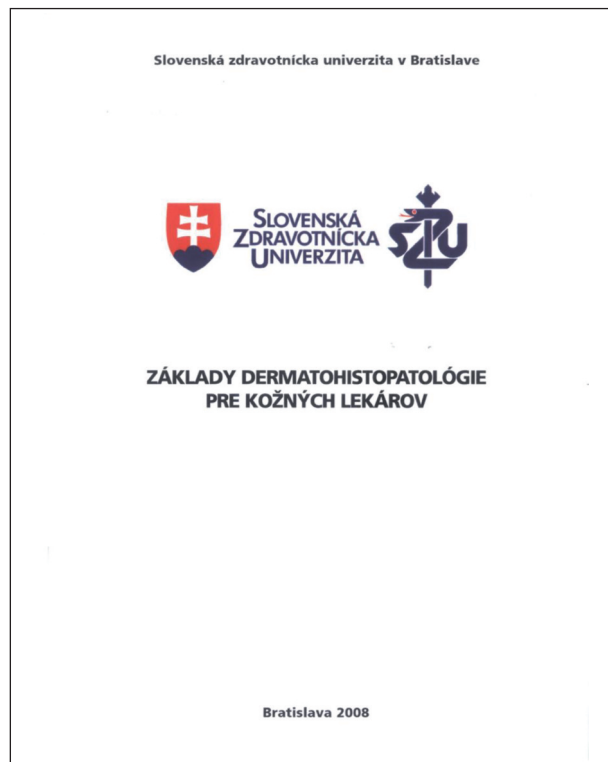 Slovenská zdravotnícka univerzita v Bratislave
SLOVENSKÁ
ZDRAVOTNÍCKA
UNIVERZITA
SZU
ZÁKLADY DERMATOHISTOPATOLÓGIE
PRE KOŽNÝCH LEKÁROV
Bratislava 2008